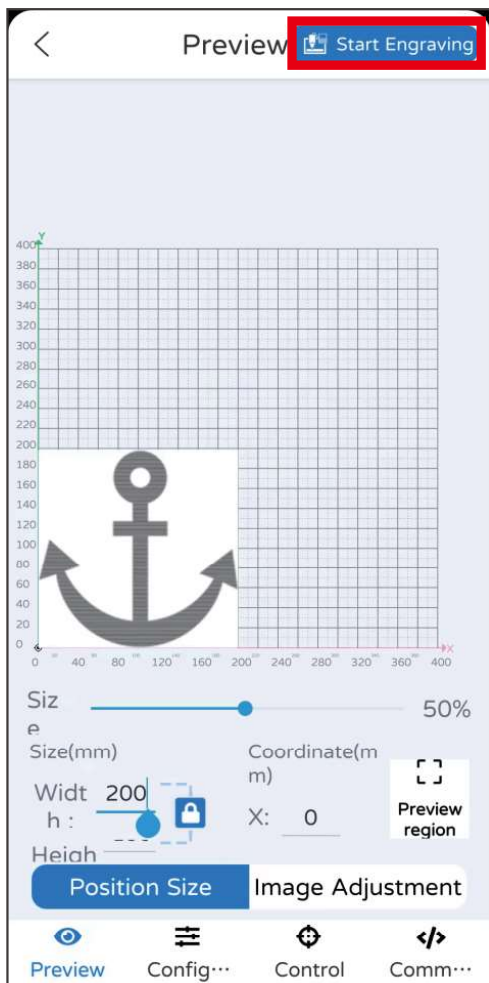 Preview
Start Engraving
Y
400
380
360
340
320
300
280
260
240
220
200
180
160
140
120
100
80
60
40
20
0
X
0 40 80 120 160 200 240 280 320 360 400
Siz
e
50%
Size(mm)
Coordinate(m
m)
Widt
h :
200
X: 0
Preview
region
Heigh
Position Size
Image Adjustment
Preview
Config···
Control
Comm···